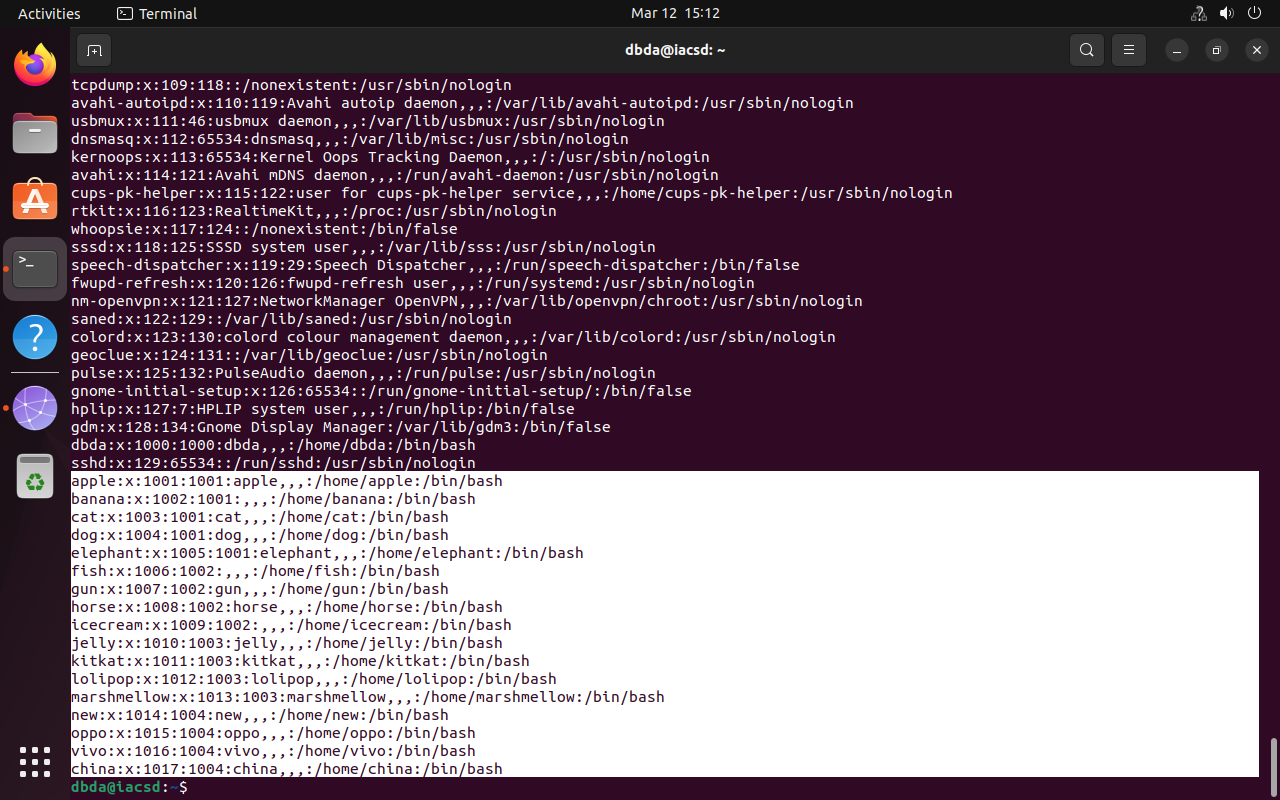 Activities
Terminal
Mar 12 15:12
dbda@iacsd: ~
tcpdump:x:109:118::/nonexistent:/usr/sbin/nologin
avahi-autoipd:x:110:119:Avahi autoip daemon,,,:/var/lib/avahi-autoipd:/usr/sbin/nologin
usbmux:x:111:46:usbmux daemon,,,:/var/lib/usbmux:/usr/sbin/nologin
dnsmasq:x:112:65534:dnsmasq,,,:/var/lib/misc:/usr/sbin/nologin
kernoops:x:113:65534:Kernel Oops Tracking Daemon,,,:/:/usr/sbin/nologin
avahi:x:114:121:Avahi mDNS daemon,,,:/run/avahi-daemon:/usr/sbin/nologin
cups-pk-helper:x:115:122:user for cups-pk-helper service,,,:/home/cups-pk-helper:/usr/sbin/nologin
rtkit:x:116:123:RealtimeKit,,,:/proc:/usr/sbin/nologin
whoopsie:x:117:124::/nonexistent:/bin/false
sssd:x:118:125:SSSD system user,,,:/var/lib/sss:/usr/sbin/nologin
speech-dispatcher:x:119:29:Speech Dispatcher,,,:/run/speech-dispatcher:/bin/false
fwupd-refresh:x:120:126:fwupd-refresh user,,,:/run/systemd:/usr/sbin/nologin
nm-openvpn:x:121:127:NetworkManager OpenVPN,,,:/var/lib/openvpn/chroot:/usr/sbin/nologin
saned:x:122:129::/var/lib/saned:/usr/sbin/nologin
colord:x:123:130:colord colour management daemon,,,:/var/lib/colord:/usr/sbin/nologin
geoclue:x:124:131::/var/lib/geoclue:/usr/sbin/nologin
pulse:x:125:132:PulseAudio daemon,,,:/run/pulse:/usr/sbin/nologin
gnome-initial-setup:x:126:65534::/run/gnome-initial-setup/:/bin/false
hplip:x:127:7:HPLIP system user,,,:/run/hplip:/bin/false
gdm:x:128:134:Gnome Display Manager:/var/lib/gdm3:/bin/false
dbda:x:1000:1000:dbda,,,:/home/dbda:/bin/bash
sshd:x:129:65534::/run/sshd:/usr/sbin/nologin
apple:x:1001:1001:apple,,,:/home/apple:/bin/bash
banana:x:1002:1001:,,,:/home/banana:/bin/bash
cat:x:1003:1001:cat,,,:/home/cat:/bin/bash
dog:x:1004:1001:dog,,,:/home/dog:/bin/bash
elephant:x:1005:1001:elephant,,,:/home/elephant:/bin/bash
fish:x:1006:1002:,,,:/home/fish:/bin/bash
gun:x:1007:1002:gun,,,:/home/gun:/bin/bash
horse:x:1008:1002:horse,,,:/home/horse:/bin/bash
icecream:x:1009:1002:,,,:/home/icecream:/bin/bash
jelly:x:1010:1003:jelly,,,:/home/jelly:/bin/bash
kitkat:x:1011:1003:kitkat,,,:/home/kitkat:/bin/bash
lolipop:x:1012:1003:lolipop,,,:/home/lolipop:/bin/bash
marshmellow:x:1013:1003:marshmellow,,,:/home/marshmellow:/bin/bash
new:x:1014:1004:new,,,:/home/new:/bin/bash
oppo:x:1015:1004:oppo,,,:/home/oppo:/bin/bash
vivo:x:1016:1004:vivo,,,:/home/vivo:/bin/bash
china:x:1017:1004:china,,,:/home/china:/bin/bash
dbda@iacsd:~$